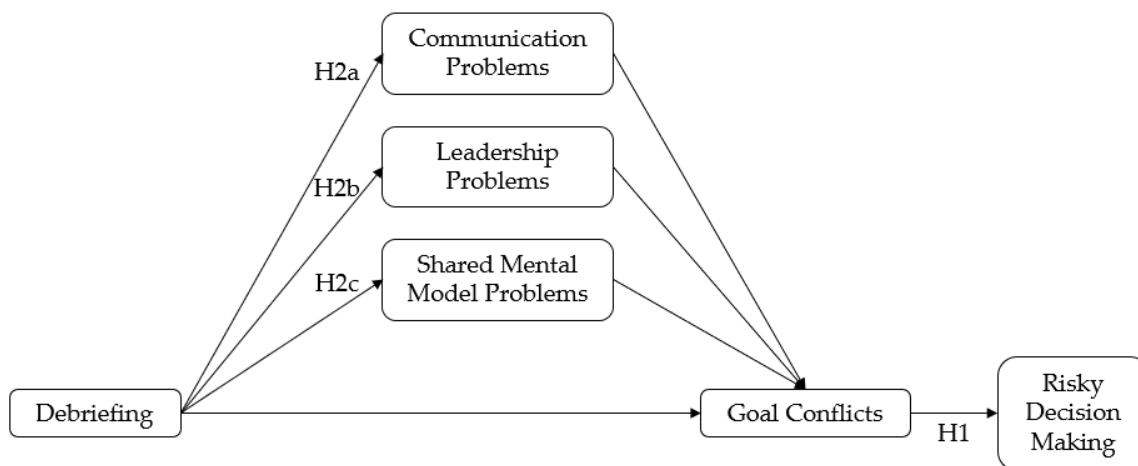 Communication
Problems
H2a
Leadership
Problems
H2b
Shared Mental
Model Problems
H2c
Debriefing
Goal Conflicts
H1
Risky
Decision
Making